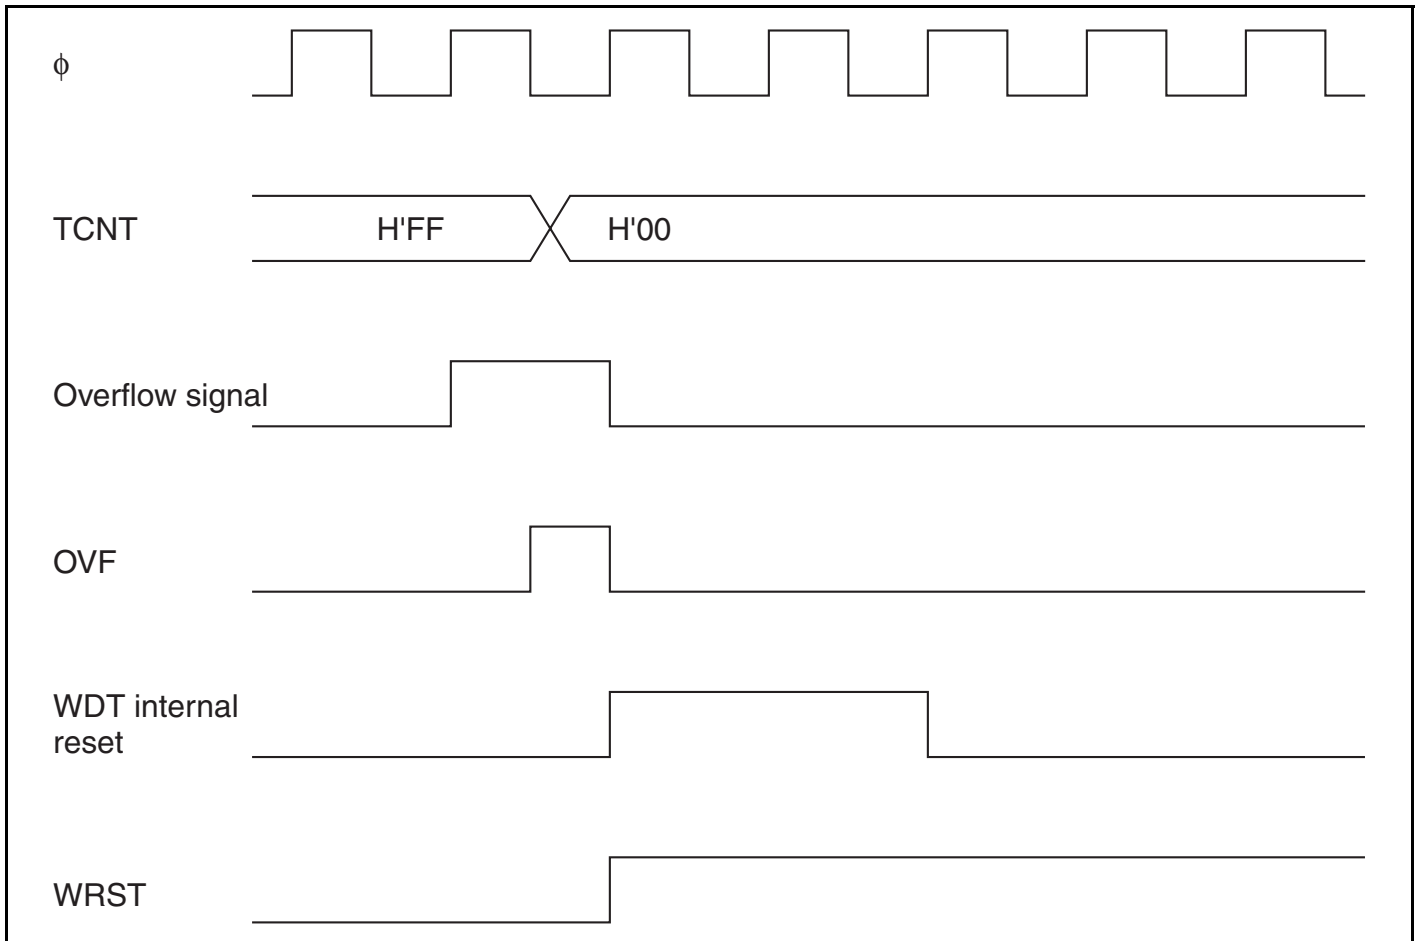 ϕ
TCNT
H'FF
H'00
Overflow signal
OVF
WDT internal
reset
WRST